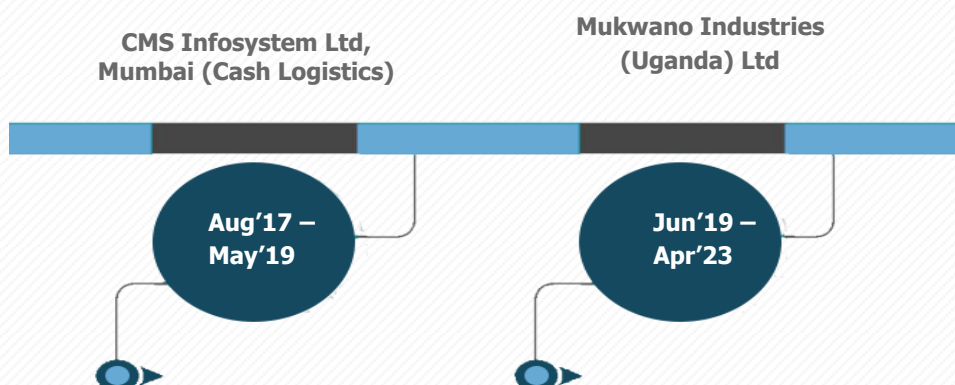 CMS Infosystem Ltd,
Mumbai (Cash Logistics)
Mukwano Industries
(Uganda) Ltd
Aug’17 –
May’19
Jun’19 –
Apr’23